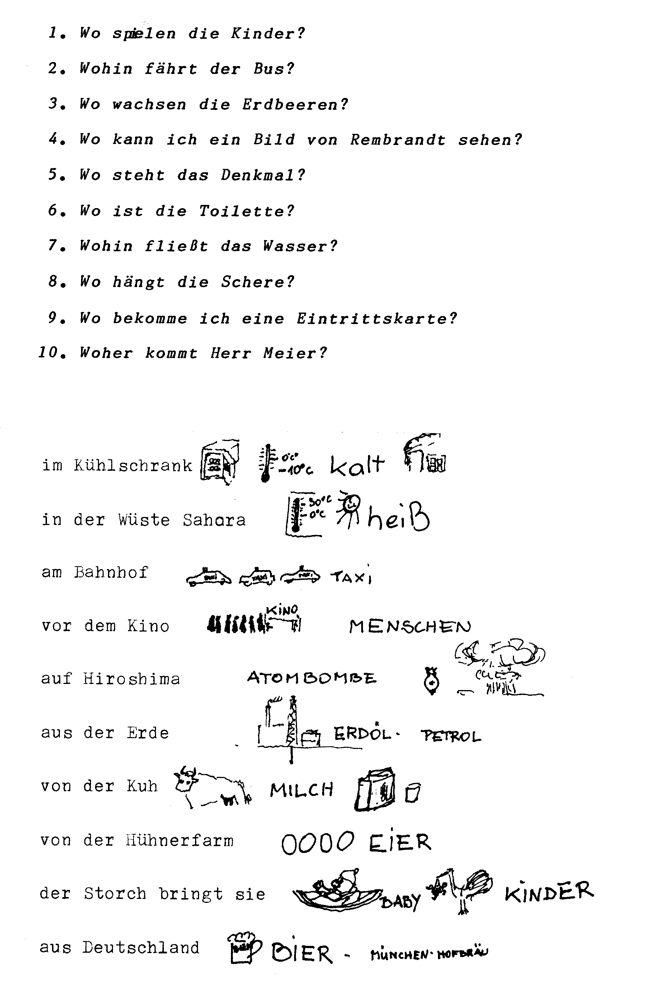 1. Wo spielen die Kinder?
2. Wohin fährt der Bus?
3. Wo wachsen die Erdbeeren?
4. Wo kann ich ein Bild von Rembrandt sehen?
5. Wo steht das Denkmal?
6. Wo ist die Toilette?
7. Wohin fließt das Wasser?
8. Wo hängt die Schere?
9. Wo bekomme ich eine Eintrittskarte?
10. Woher kommt Herr Meier?
im Kühlschrank 0°C -10°C kalt
in der Wüste Sahara 50°C 0°C heiß
am Bahnhof TAXI TAXI TAXI TAXi
vor dem Kino KiNO MENSCHEN
auf Hiroshima ATOMBOMBE
aus der Erde ERDÖL - PETROL
von der Kuh MILCH
von der Hühnerfarm EiER
der Storch bringt sie BABY KiNDER
aus Deutschland BiER - MÜNCHEN - HOFBRÄU